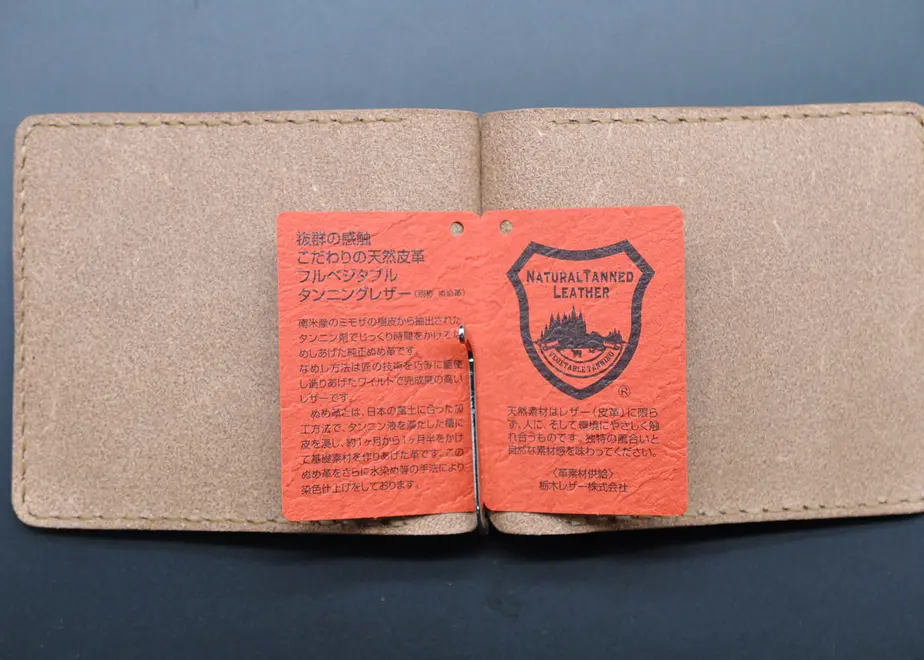 抜群の感触
こだわりの天然皮革
フルベジタブル
タンニングレザー(別称 ぬめ革)
南米産のミモザの樹皮から抽出された
タンニン剤でじっくり時間をかけ
めしあげた純正ぬめ革です。
なめし方法は匠の技術を巧みに駆使
し造りあげたワイルドで完成度の高い
レザーです。
ぬめ革とは、日本の風土に合った加
工方法で、タンニン液を満たした槽に
皮を浸し、約1ヶ月から1ヶ月半をかけ
て基礎素材を作りあげた革です。この
ぬめ革をさらに水染め等の手法により
染色仕上げをしております。
NATURAL TANNED
LEATHER
VEGETABLE TANNING
®
天然素材はレザー(皮革)に限ら
ず、人に、そして環境にやさしく触
れ合うものです。独特の風合いと
高級な素材感を味わってください。
〈革素材供給〉
栃木レザー株式会社